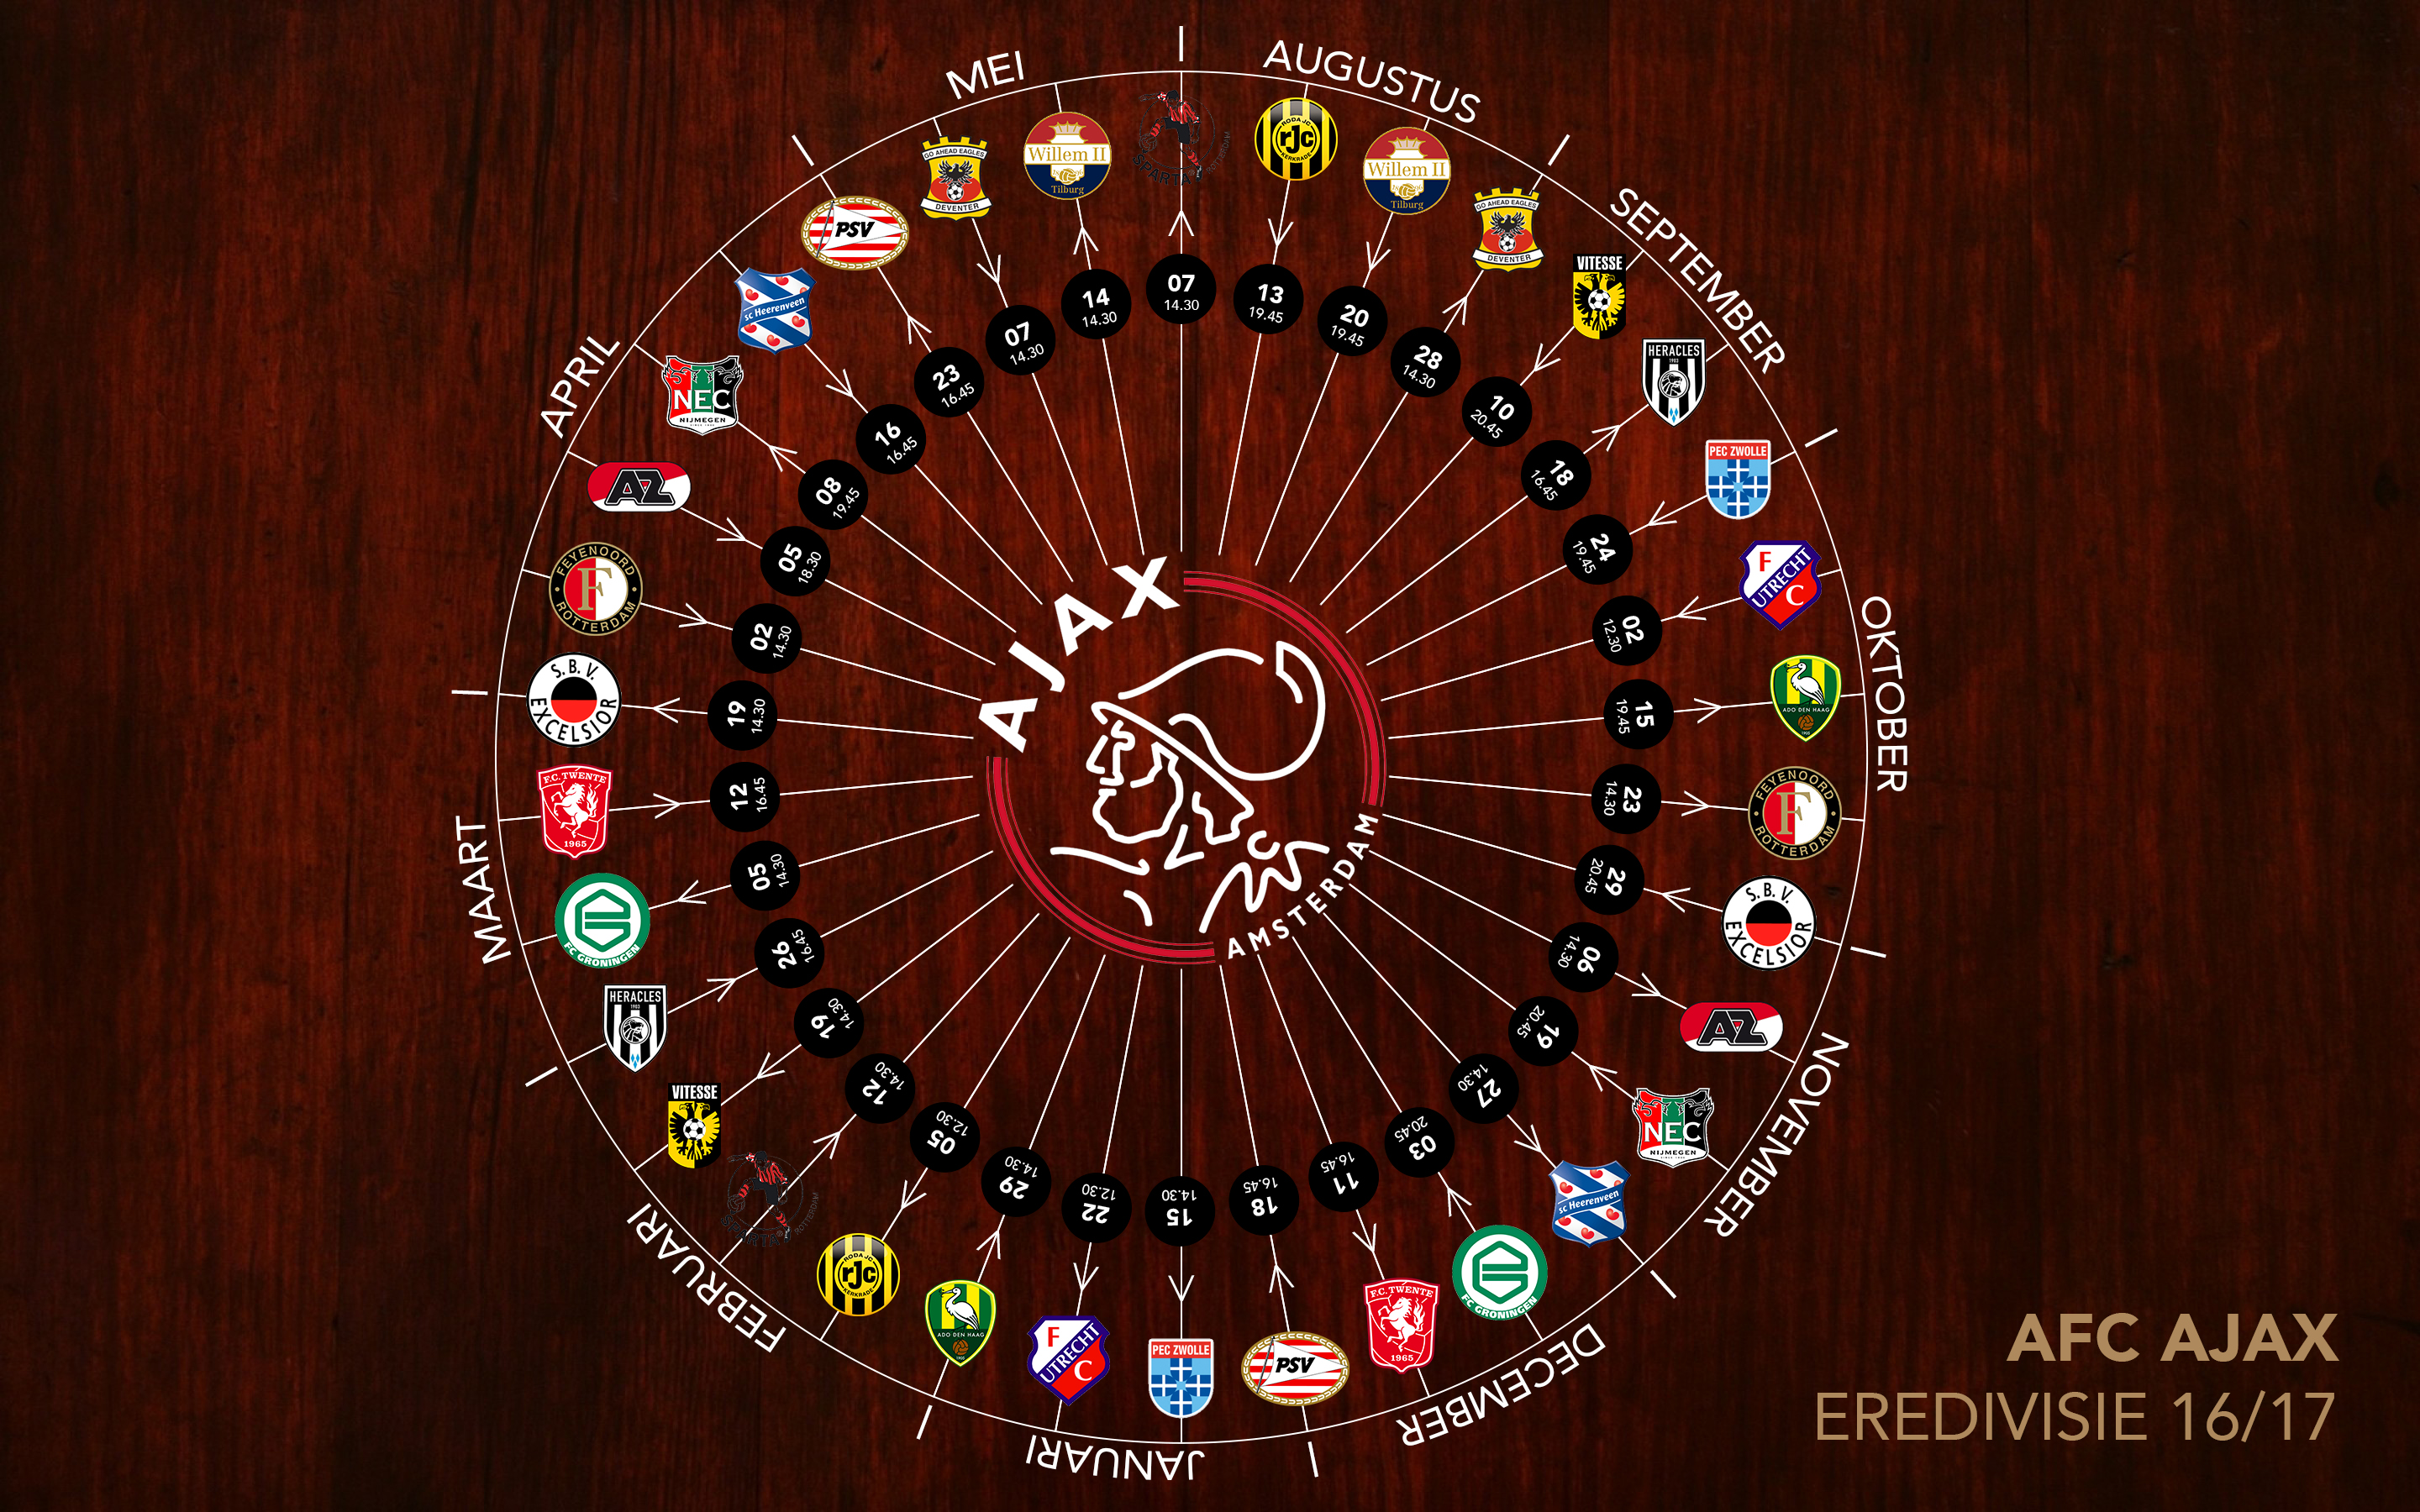 AUGUSTUS
SEPTEMBER
OKTOBER
NOVEMBER
DECEMBER
JANUARI
FEBRUARI
MAART
APRIL
MEI
SPARTA
ROTTERDAM
07
14.30
RODA JC
rJc
KERKRADE
13
19.45
Willem II
Tilburg
20
19.45
GO AHEAD EAGLES
DEVENTER
28
14.30
VITESSE
10
20.45
HERACLES
1903
18
16.45
PEC ZWOLLE
24
19.45
F
UTRECHT
C
02
12.30
ADO DEN HAAG
1905
15
19.45
FEYENOORD
F
ROTTERDAM
23
14.30
S.B.V.
EXCELSIOR
29
20.45
AZ
06
14.30
NEC
NIJMEGEN
19
20.45
sc Heerenveen
27
14.30
FC GRONINGEN
03
20.45
F.C. TWENTE
1965
11
16.45
PSV
18
16.45
PEC ZWOLLE
15
14.30
F
UTRECHT
C
22
12.30
ADO DEN HAAG
1905
29
14.30
RODA JC
rJc
KERKRADE
05
12.30
SPARTA
ROTTERDAM
12
14.30
VITESSE
19
14.30
HERACLES
1903
26
16.45
FC GRONINGEN
05
14.30
F.C. TWENTE
1965
12
16.45
S.B.V.
EXCELSIOR
19
14.30
FEYENOORD
F
ROTTERDAM
02
14.30
AZ
05
18.30
NEC
NIJMEGEN
08
19.45
sc Heerenveen
16
16.45
PSV
23
16.45
GO AHEAD EAGLES
DEVENTER
07
14.30
Willem II
Tilburg
14
14.30
AJAX
AMSTERDAM
AFC AJAX
EREDIVISIE 16/17